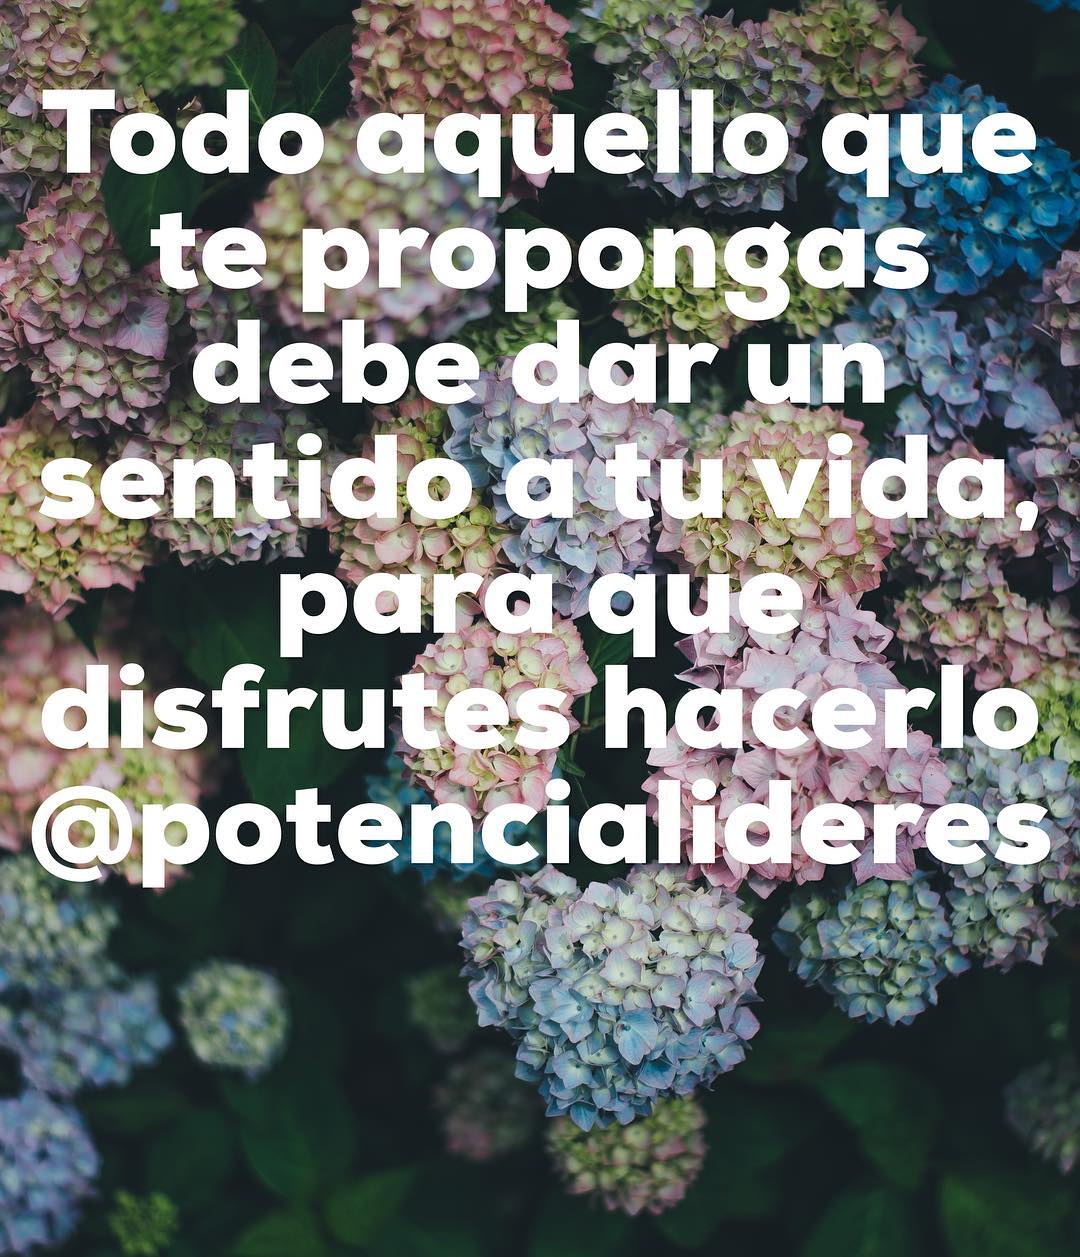 Todo aquello que
te propongas
debe dar un
sentido a tu vida,
para que
disfrutes hacerlo
@potencialideres